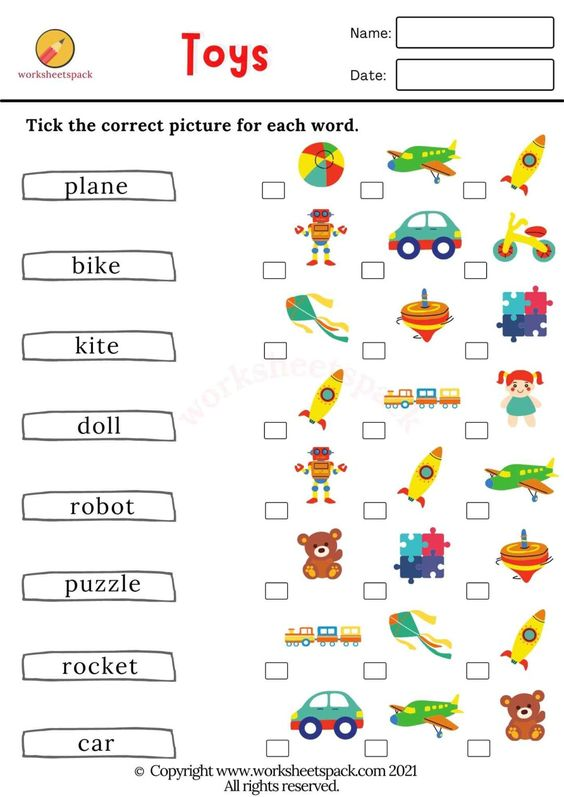 worksheetspack
Toys
Name:
Date:
Tick the correct picture for each word.
plane
bike
kite
doll
robot
puzzle
rocket
car
worksheetspack
© Copyright www.worksheetspack.com 2021
All rights reserved.